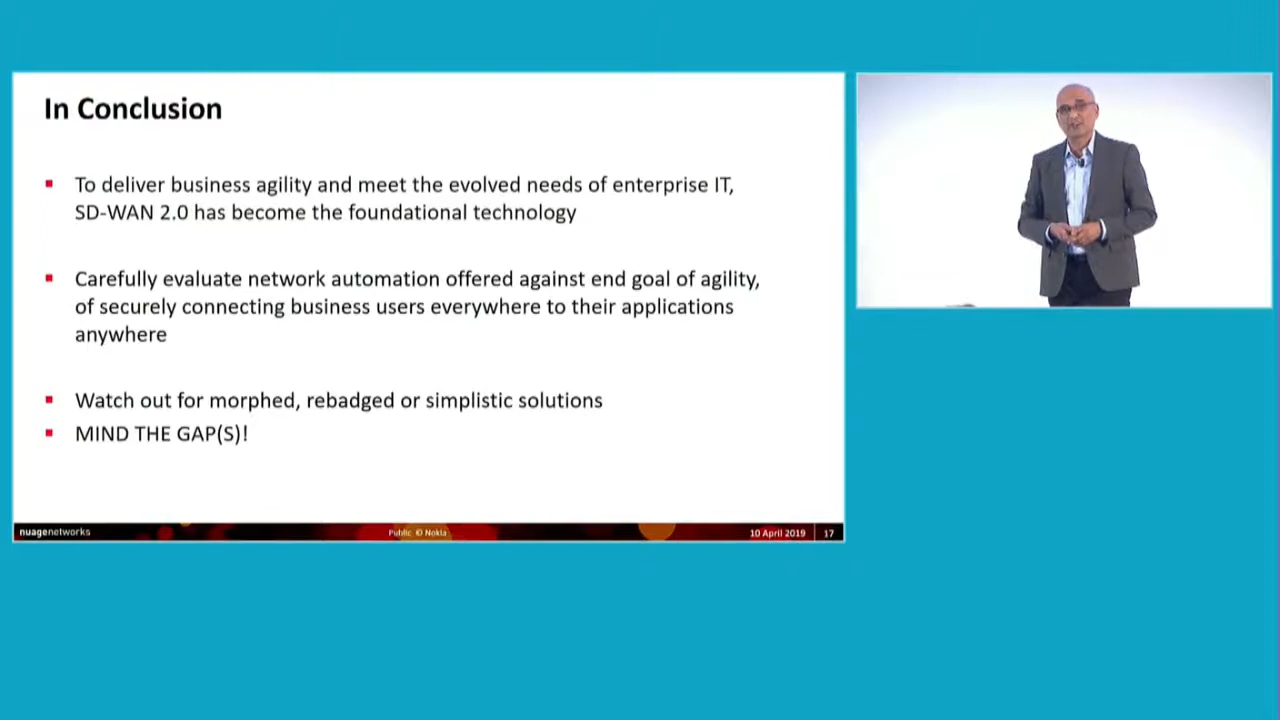 In Conclusion
To deliver business agility and meet the evolved needs of enterprise IT,
SD-WAN 2.0 has become the foundational technology
Carefully evaluate network automation offered against end goal of agility,
of securely connecting business users everywhere to their applications
anywhere
Watch out for morphed, rebadged or simplistic solutions
MIND THE GAP(S)!
nuagenetworks
Public © Nokia
10 April 2019
17